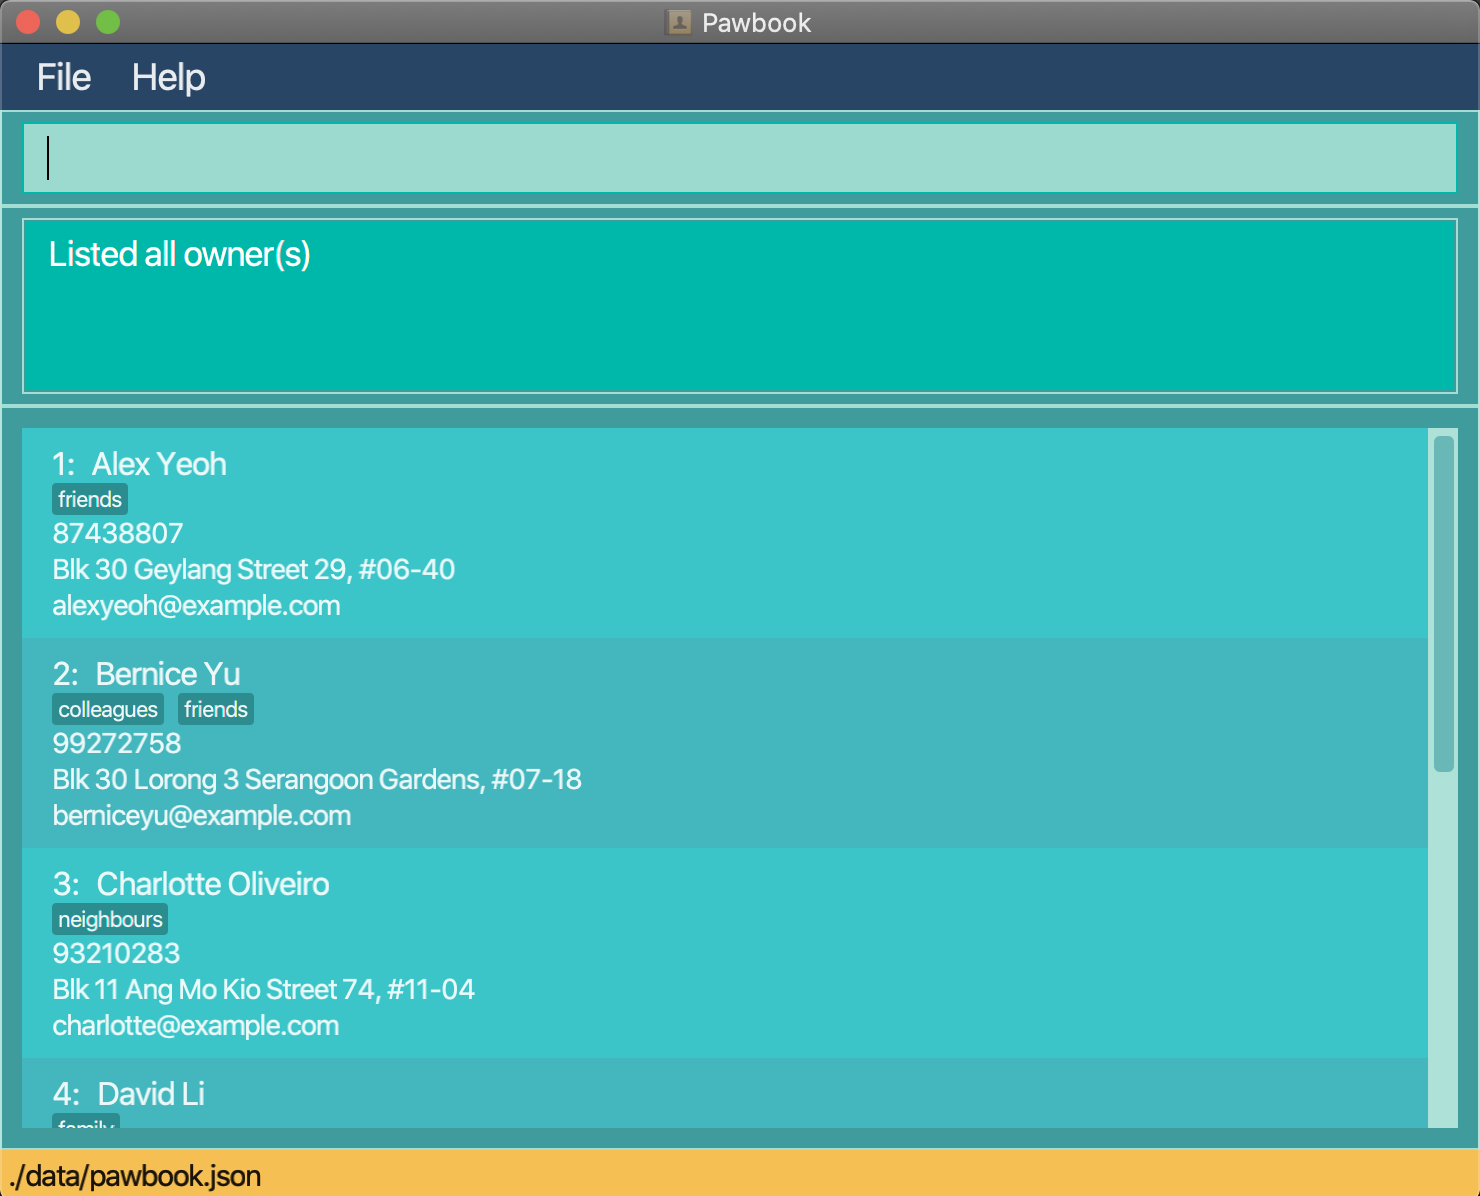 Pawbook
File Help
Listed all owner(s)
1: Alex Yeoh
friends
87438807
Blk 30 Geylang Street 29, #06-40
alexyeoh@example.com
2: Bernice Yu
colleagues friends
99272758
Blk 30 Lorong 3 Serangoon Gardens, #07-18
berniceyu@example.com
3: Charlotte Oliveiro
neighbours
93210283
Blk 11 Ang Mo Kio Street 74, #11-04
charlotte@example.com
4: David Li
family
./data/pawbook.json